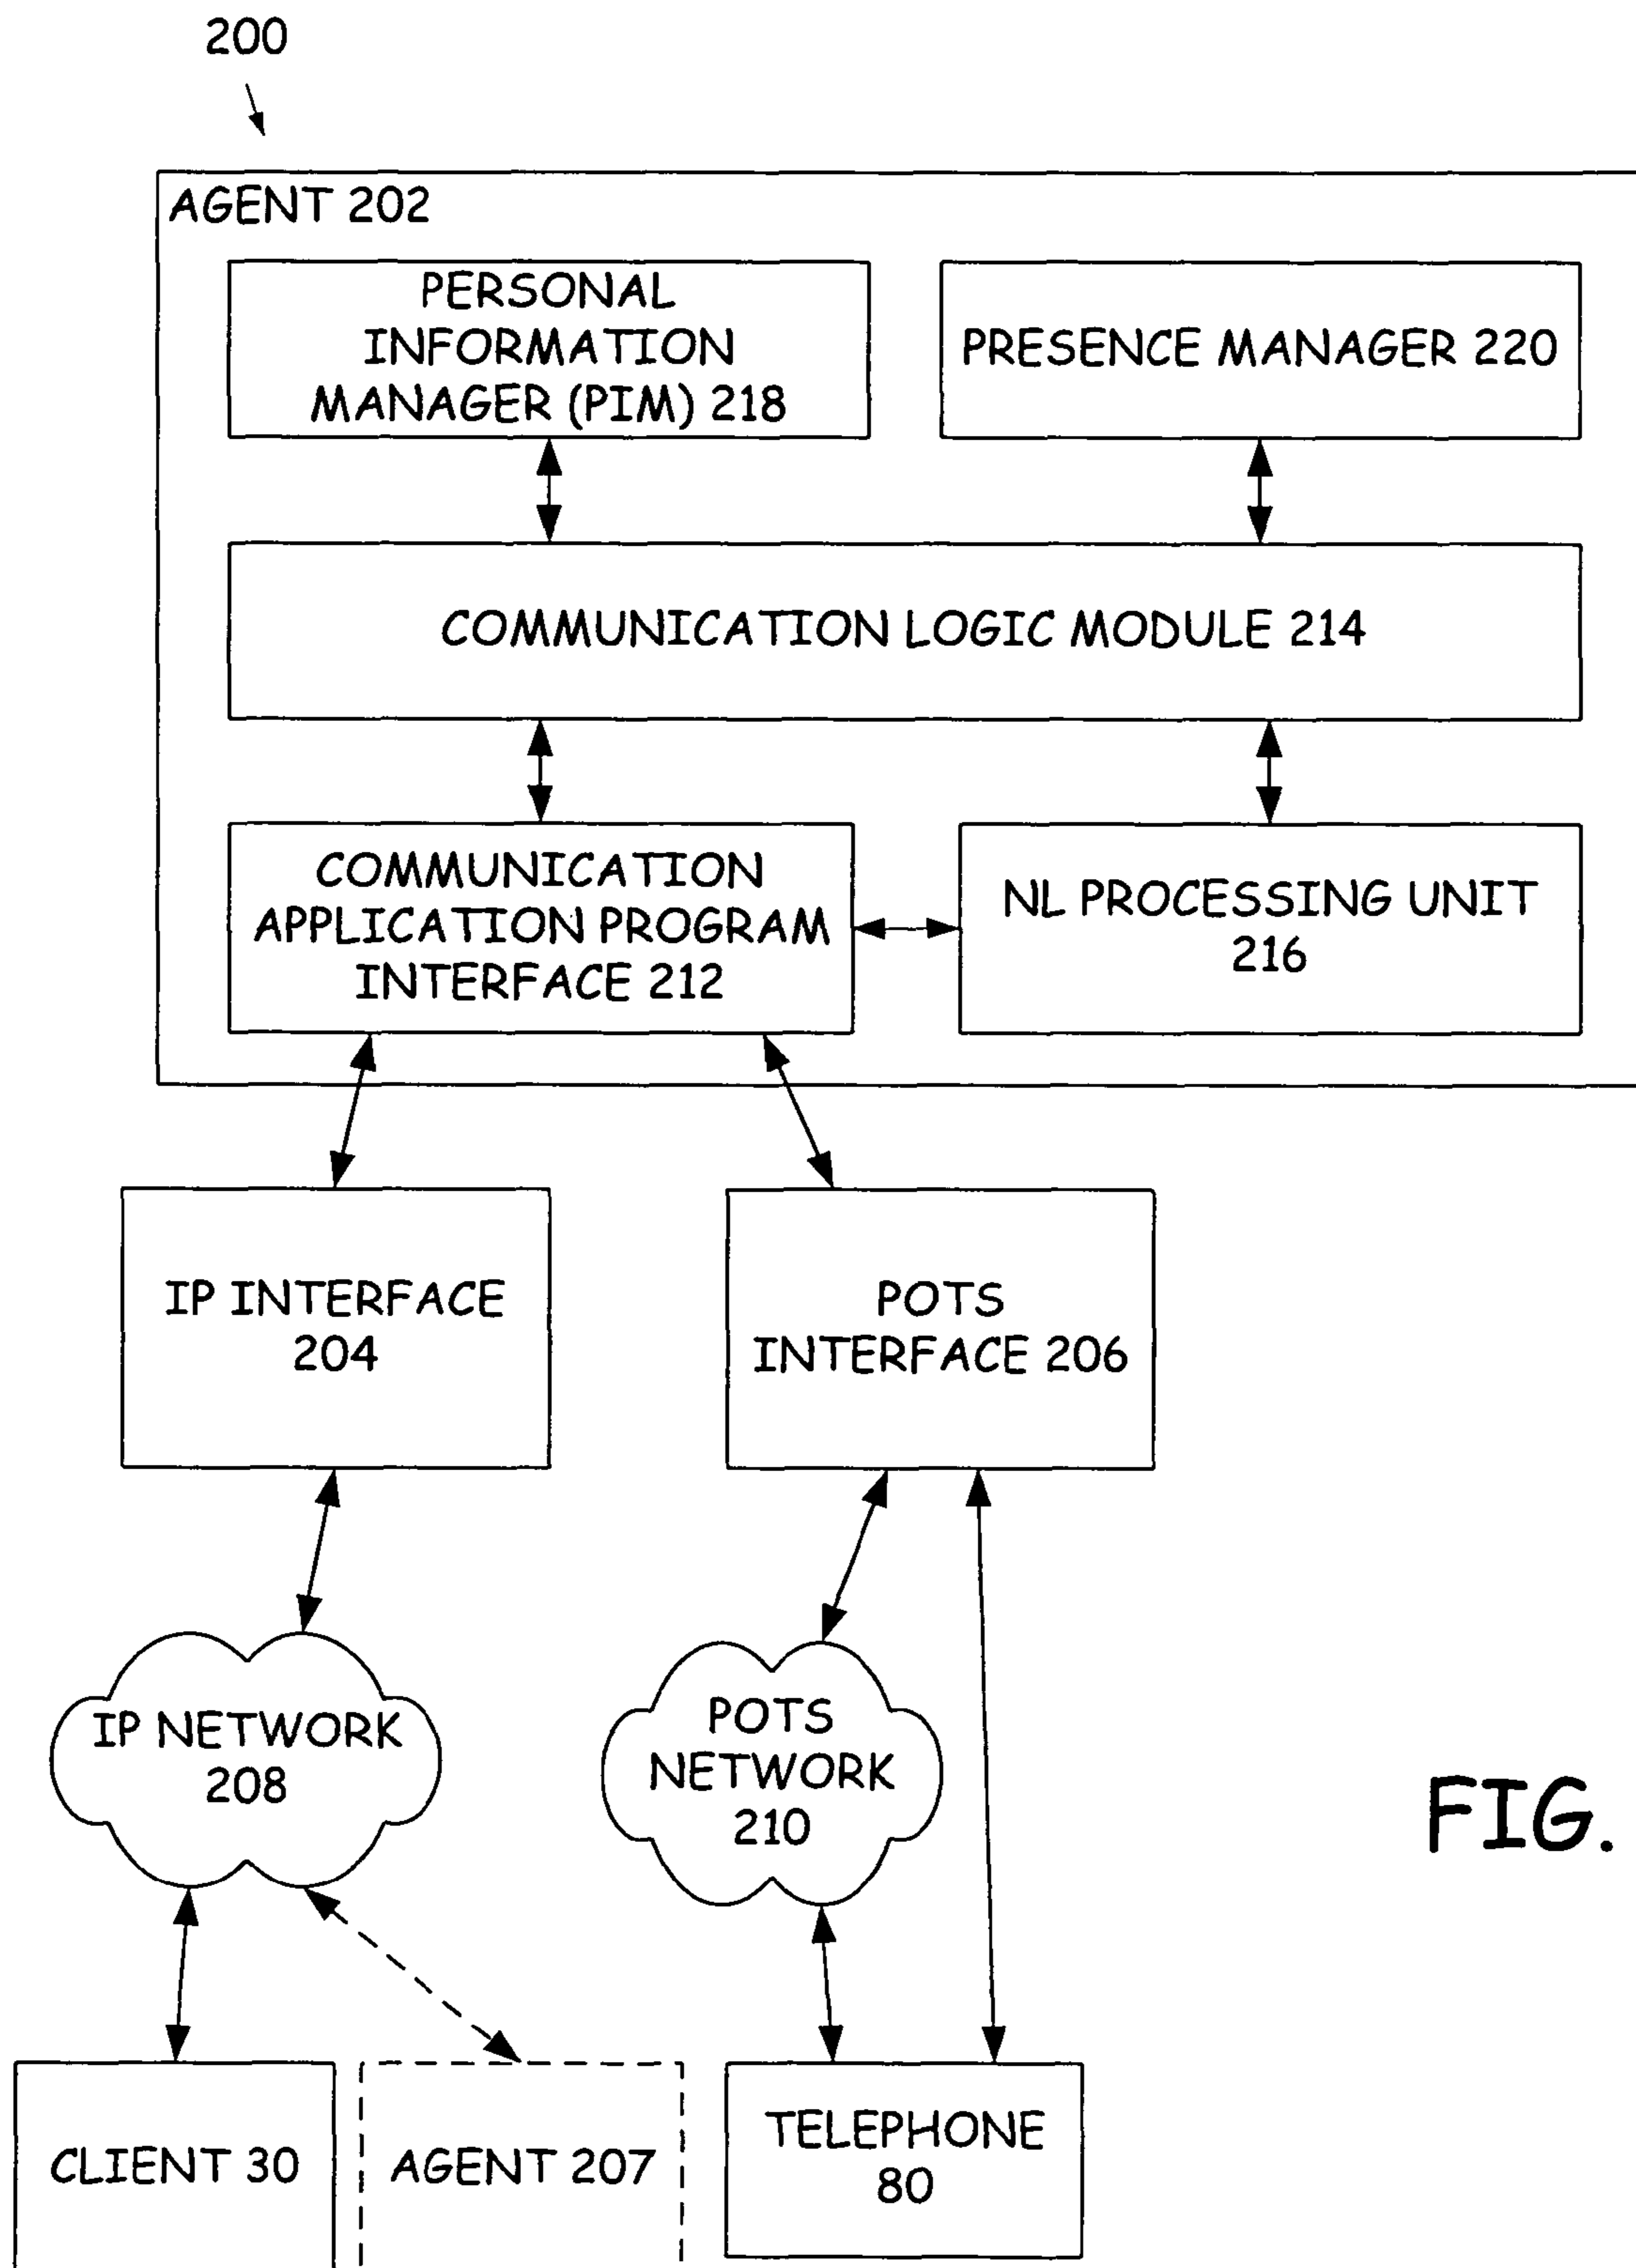 200
AGENT 202
PERSONAL
INFORMATION
MANAGER (PIM) 218
PRESENCE MANAGER 220
COMMUNICATION LOGIC MODULE 214
COMMUNICATION
APPLICATION PROGRAM
INTERFACE 212
NL PROCESSING UNIT
216
IP INTERFACE
204
POTS
INTERFACE 206
IP NETWORK
208
POTS
NETWORK
210
FIG.
CLIENT 30
AGENT 207
TELEPHONE
80